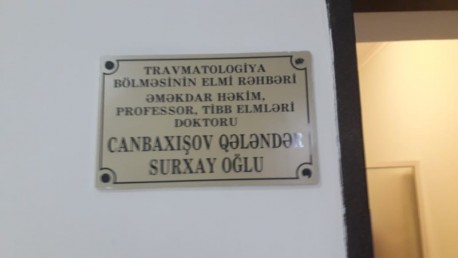 TRAVMATOLOGİYA
BÖLMƏSİNİN ELMİ RƏHBƏRİ
ƏMƏKDAR HƏKİM,
PROFESSOR, TİBB ELMLƏRİ
DOKTORU
CANBAXIŞOV QƏLƏNDƏR
SURXAY OĞLU